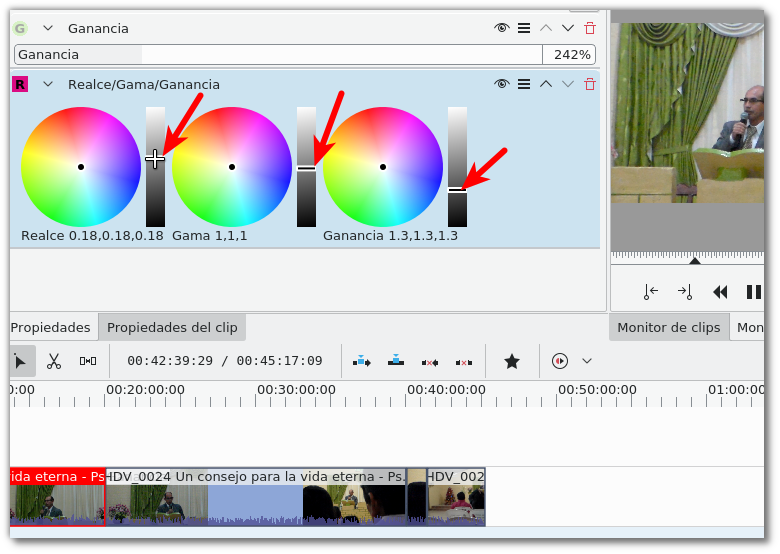 G Ganancia
Ganancia 242%
R Realce/Gama/Ganancia
Realce 0.18,0.18,0.18 Gama 1,1,1 Ganancia 1.3,1.3,1.3
Propiedades Propiedades del clip Monitor de clips Mon
00:42:39:29 / 00:45:17:09
0:00 00:20:00:00 00:30:00:00 00:40:00:00 00:50:00:00 01:00:00
vida eterna - Ps. HDV_0024 Un consejo para la vida eterna - Ps. HDV_002